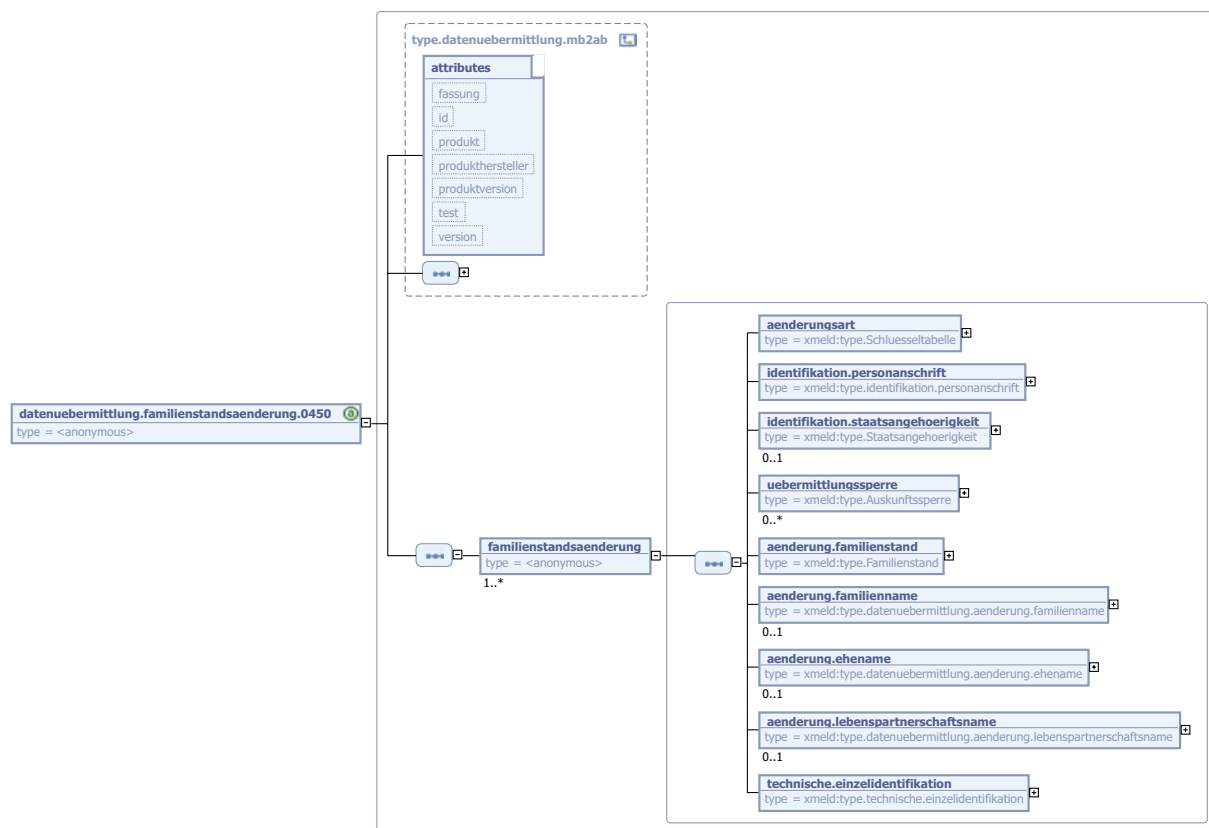 type.datenuebermittlung.mb2ab
attributes
fassung
id
produkt
produkthersteller
produktversion
test
version
datenuebermittlung.familienstandsaenderung.0450
type = <anonymous>
familienstandsaenderung
type = <anonymous>
1..*
aenderungsart
type = xmeld:type.Schluesseltabelle
identifikation.personanschrift
type = xmeld:type.identifikation.personanschrift
identifikation.staatsangehoerigkeit
type = xmeld:type.Staatsangehoerigkeit
0..1
uebermittlungssperre
type = xmeld:type.Auskunftssperre
0..*
aenderung.familienstand
type = xmeld:type.Familienstand
aenderung.familienname
type = xmeld:type.datenuebermittlung.aenderung.familienname
0..1
aenderung.ehename
type = xmeld:type.datenuebermittlung.aenderung.ehename
0..1
aenderung.lebenspartnerschaftsname
type = xmeld:type.datenuebermittlung.aenderung.lebenspartnerschaftsname
0..1
technische.einzelidentifikation
type = xmeld:type.technische.einzelidentifikation